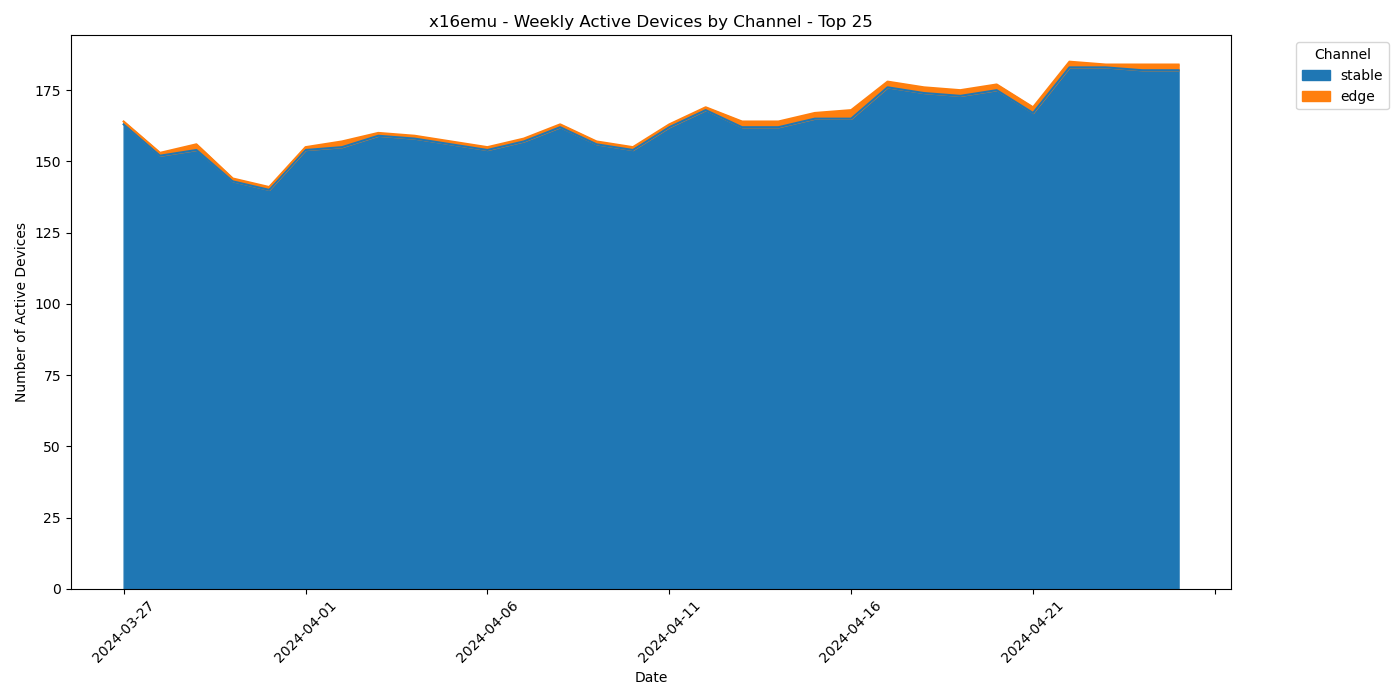 x16emu - Weekly Active Devices by Channel - Top 25
Channel
stable
edge
Number of Active Devices
175
150
125
100
75
50
25
0
2024-03-27
2024-04-01
2024-04-06
2024-04-11
2024-04-16
2024-04-21
Date